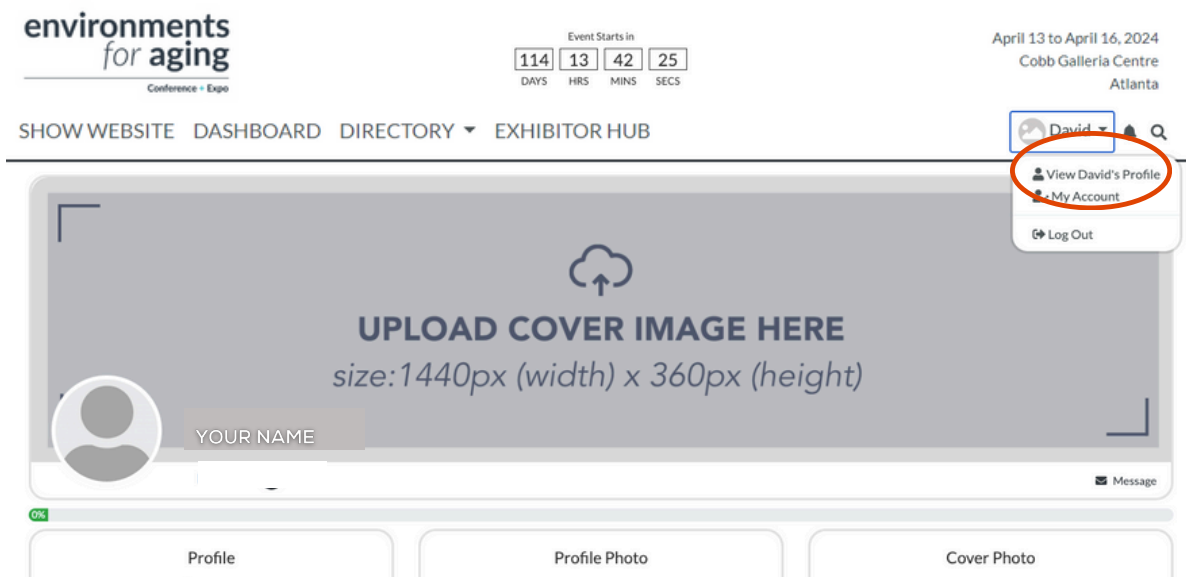 environments
for aging
Conference + Expo
Event Starts in
114 13 42 25
DAYS HRS MINS SECS
April 13 to April 16, 2024
Cobb Galleria Centre
Atlanta
SHOW WEBSITE DASHBOARD DIRECTORY EXHIBITOR HUB
David
View David's Profile
My Account
Log Out
UPLOAD COVER IMAGE HERE
size:1440px (width) x 360px (height)
YOUR NAME
Message
0%
Profile Profile Photo Cover Photo